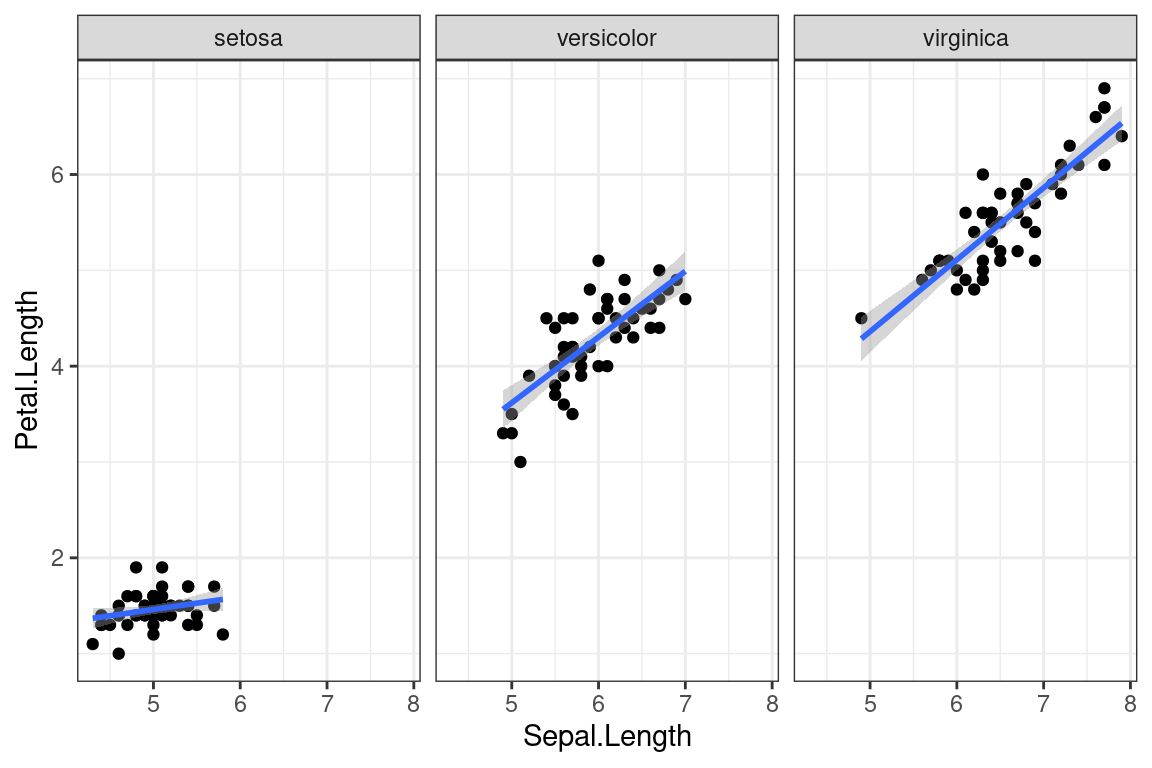 setosa
versicolor
virginica
Petal.Length
6
4
2
5 6 7 8
5 6 7 8
5 6 7 8
Sepal.Length